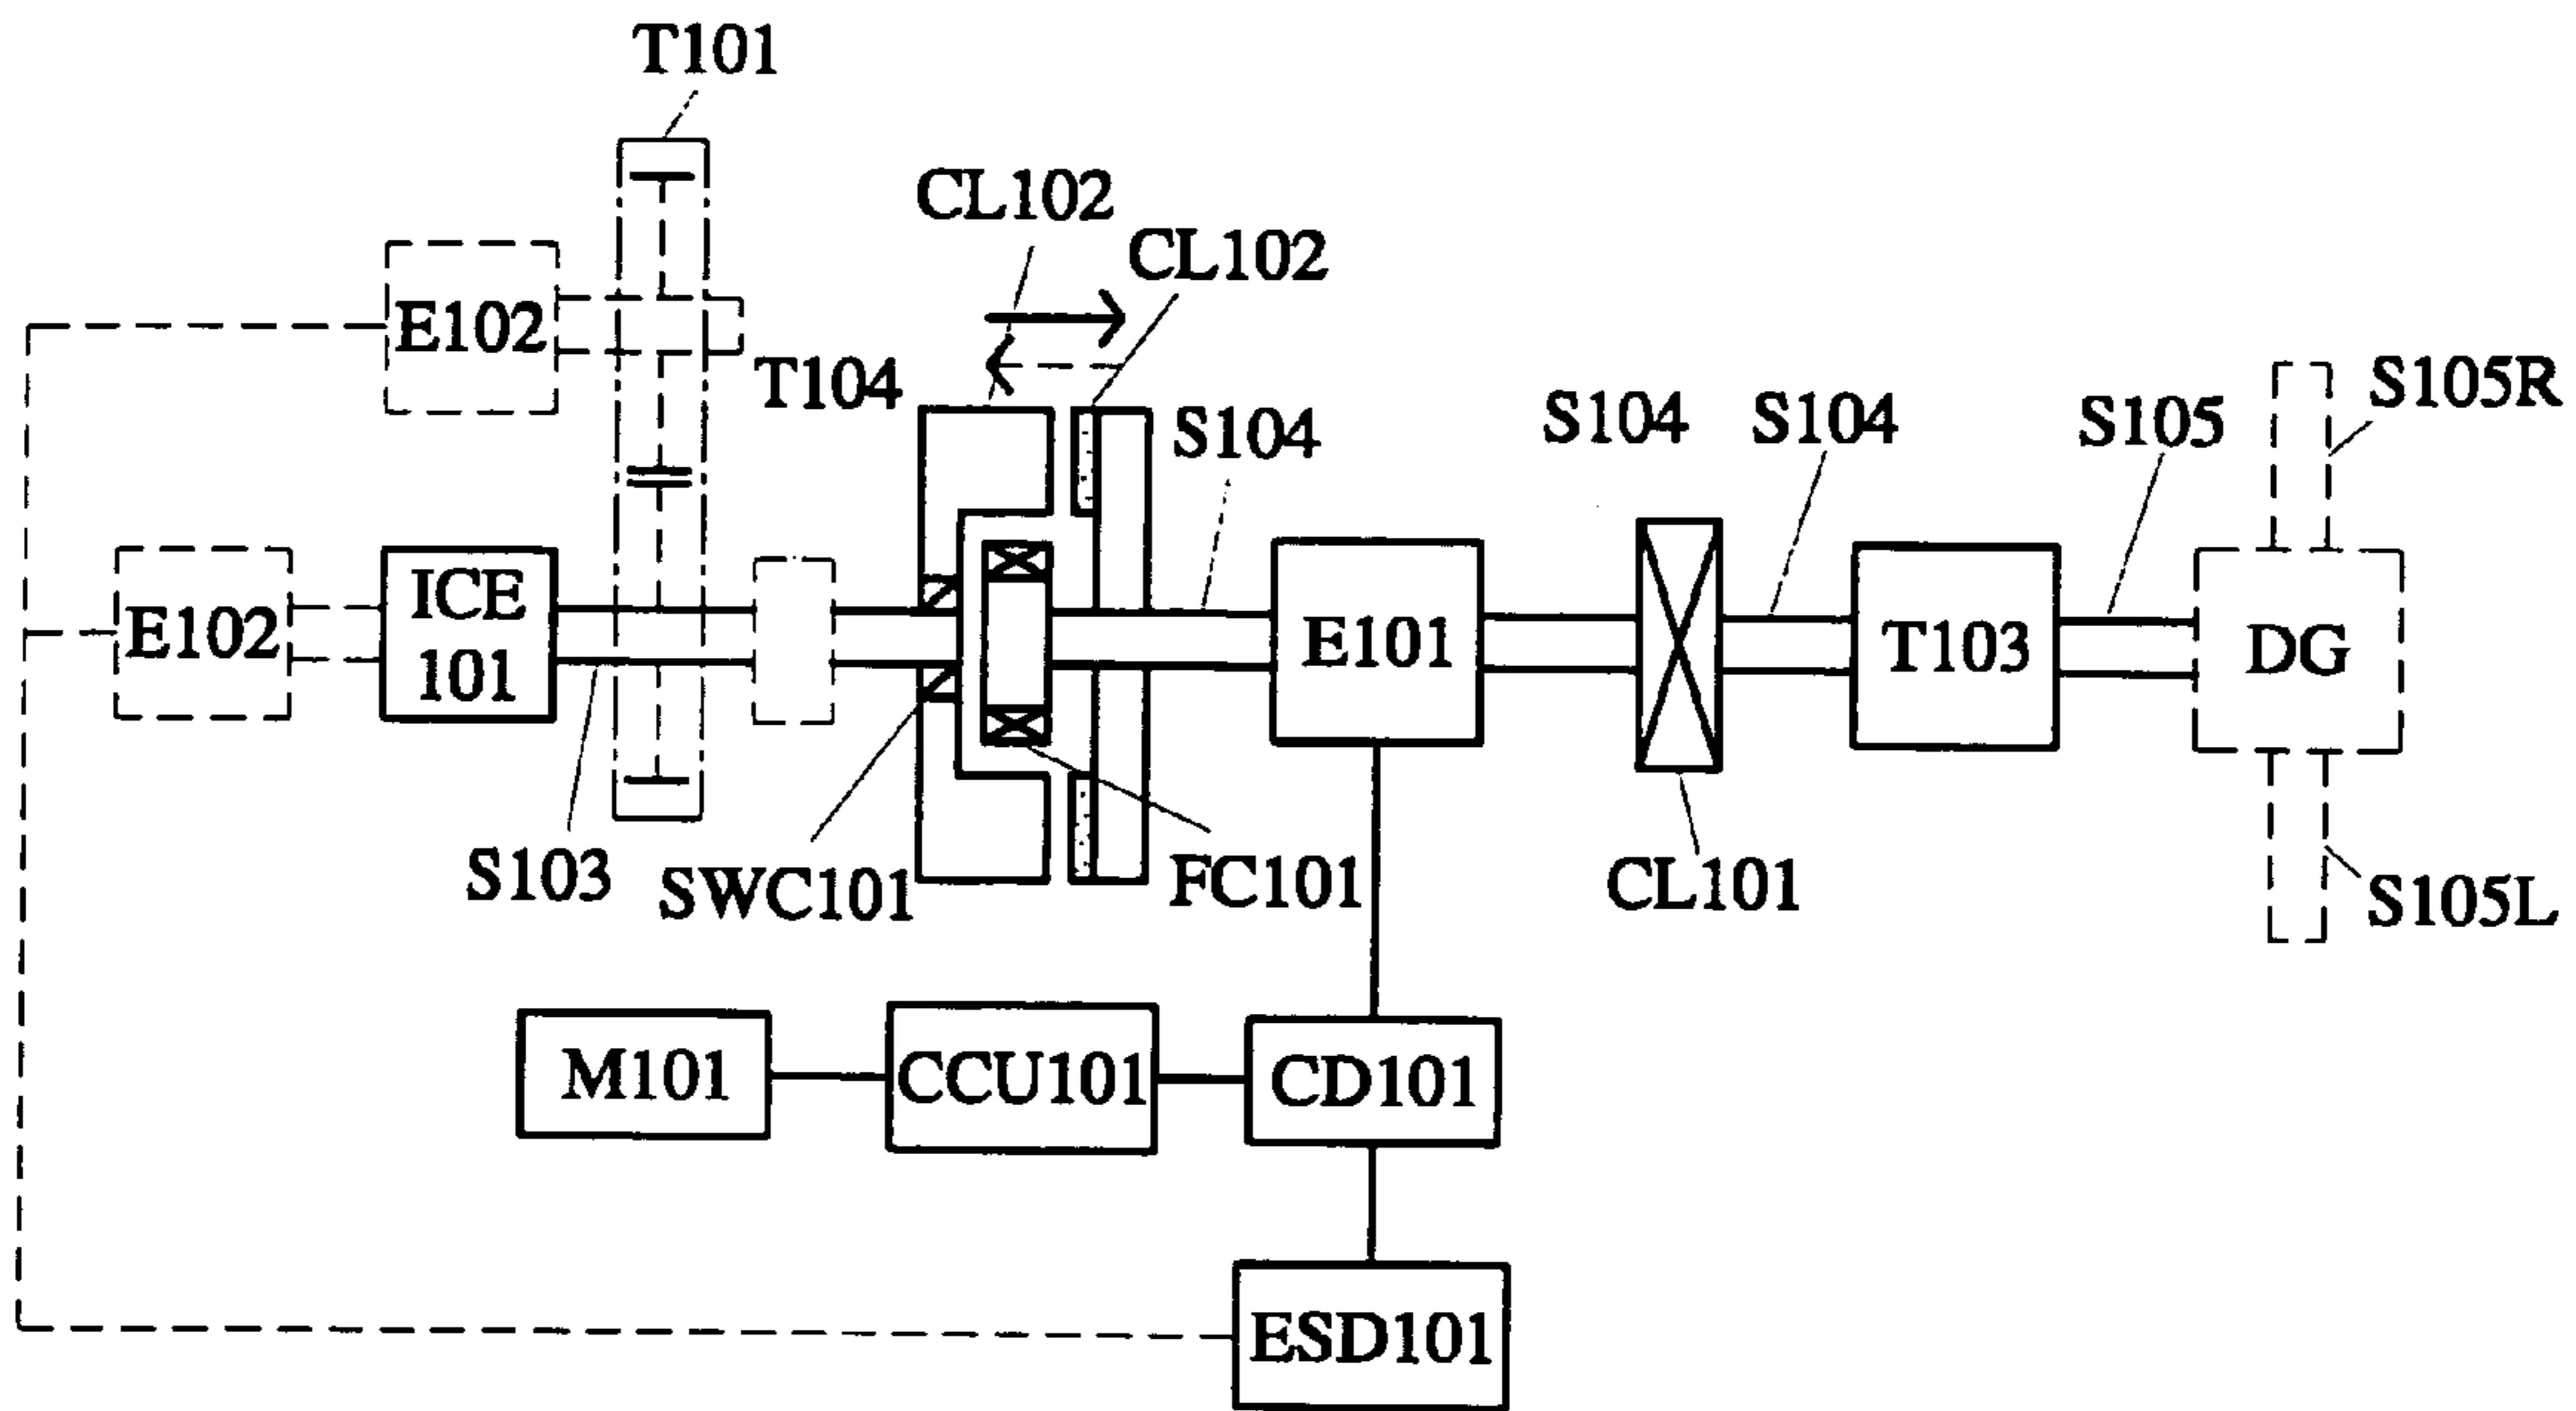 T101
CL102
CL102
E102
T104
S104
S104
S104
S105
S105R
E102
ICE
101
E101
T103
DG
S103
SWC101
FC101
CL101
S105L
M101
CCU101
CD101
ESD101